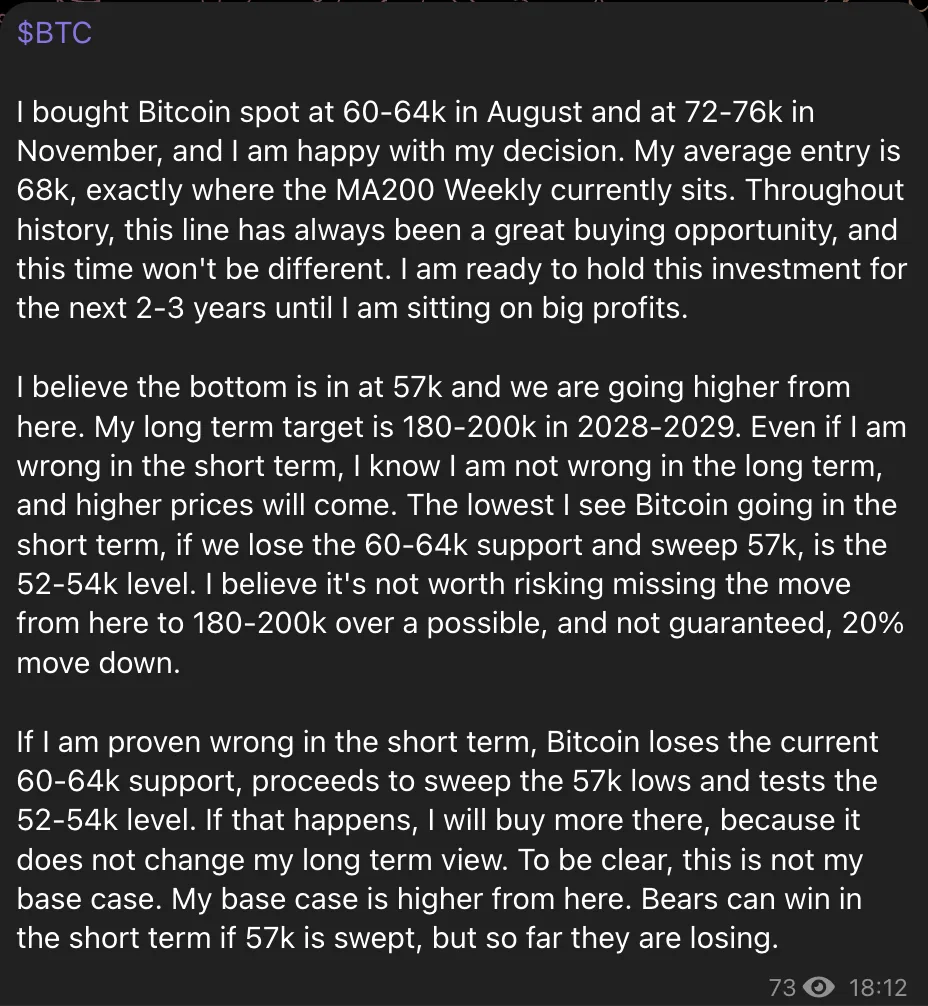 $BTC
I bought Bitcoin spot at 60-64k in August and at 72-76k in
November, and I am happy with my decision. My average entry is
68k, exactly where the MA200 Weekly currently sits. Throughout
history, this line has always been a great buying opportunity, and
this time won't be different. I am ready to hold this investment for
the next 2-3 years until I am sitting on big profits.
I believe the bottom is in at 57k and we are going higher from
here. My long term target is 180-200k in 2028-2029. Even if I am
wrong in the short term, I know I am not wrong in the long term,
and higher prices will come. The lowest I see Bitcoin going in the
short term, if we lose the 60-64k support and sweep 57k, is the
52-54k level. I believe it's not worth risking missing the move
from here to 180-200k over a possible, and not guaranteed, 20%
move down.
If I am proven wrong in the short term, Bitcoin loses the current
60-64k support, proceeds to sweep the 57k lows and tests the
52-54k level. If that happens, I will buy more there, because it
does not change my long term view. To be clear, this is not my
base case. My base case is higher from here. Bears can win in
the short term if 57k is swept, but so far they are losing.
73 18:12